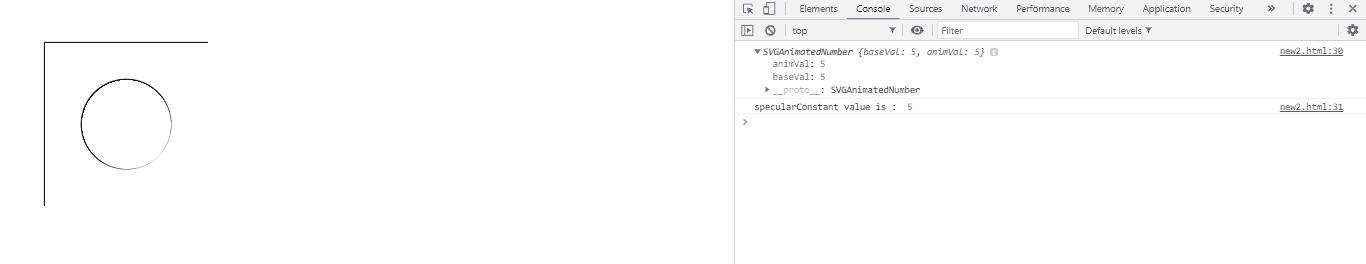 Elements Console Sources Network Performance Memory Application Security »
top Filter Default levels
SVGAnimatedNumber {baseVal: 5, animVal: 5} new2.html:30
animVal: 5
baseVal: 5
__proto__: SVGAnimatedNumber
specularConstant value is : 5 new2.html:31